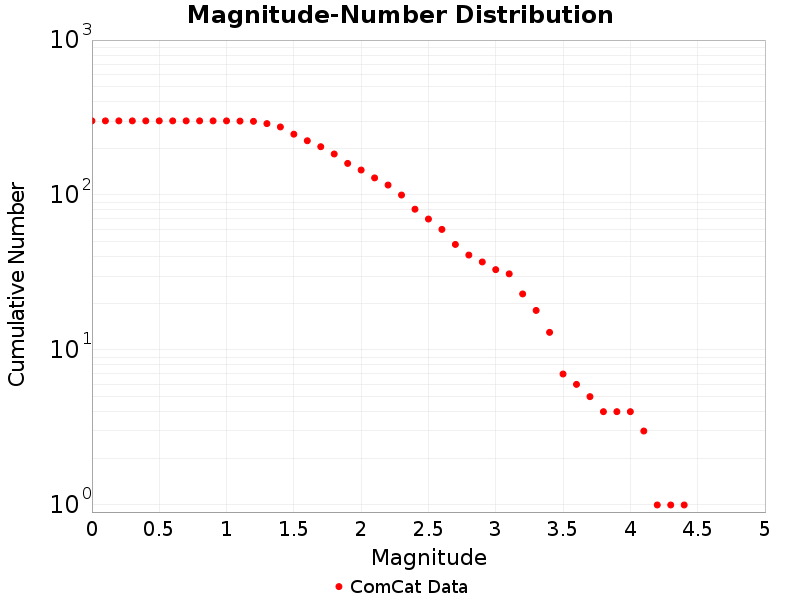 Magnitude-Number Distribution
10³
10²
10¹
10⁰
Cumulative Number
0 0.5 1 1.5 2 2.5 3 3.5 4 4.5 5
Magnitude
ComCat Data